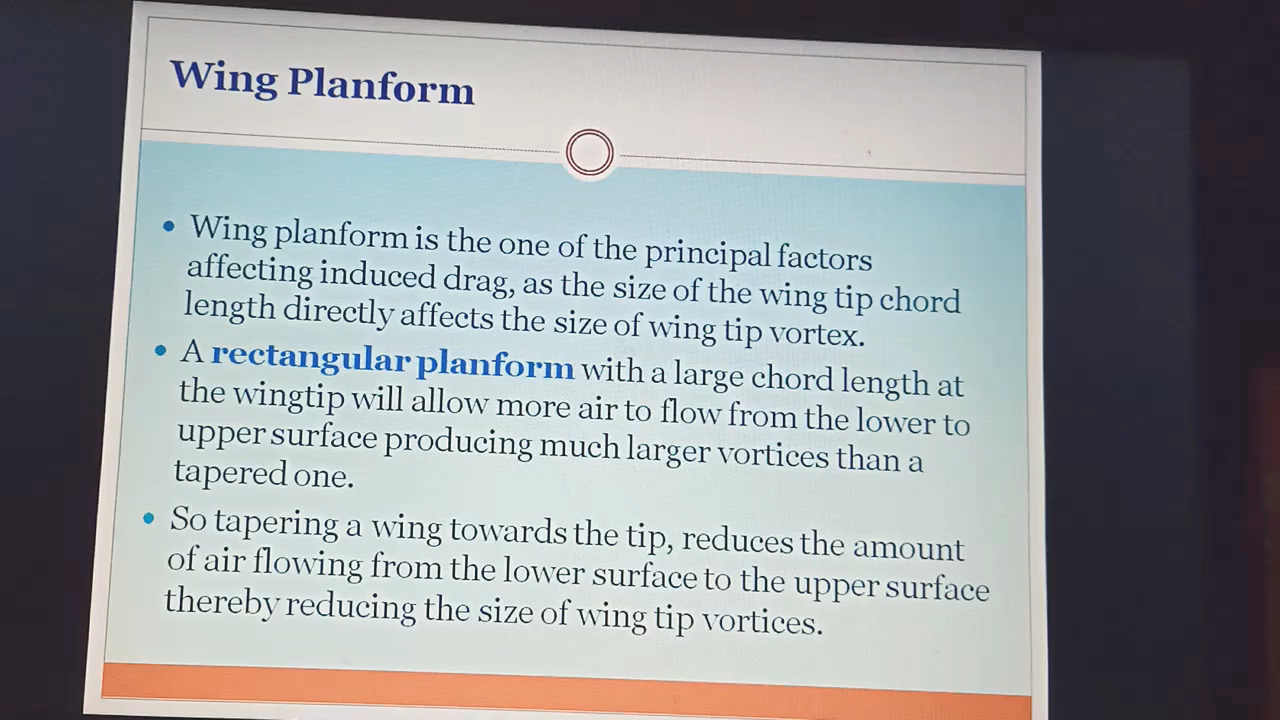 Wing Planform
• Wing planform is the one of the principal factors
affecting induced drag, as the size of the wing tip chord
length directly affects the size of wing tip vortex.
• A rectangular planform with a large chord length at
the wingtip will allow more air to flow from the lower to
upper surface producing much larger vortices than a
tapered one.
• So tapering a wing towards the tip, reduces the amount
of air flowing from the lower surface to the upper surface
thereby reducing the size of wing tip vortices.